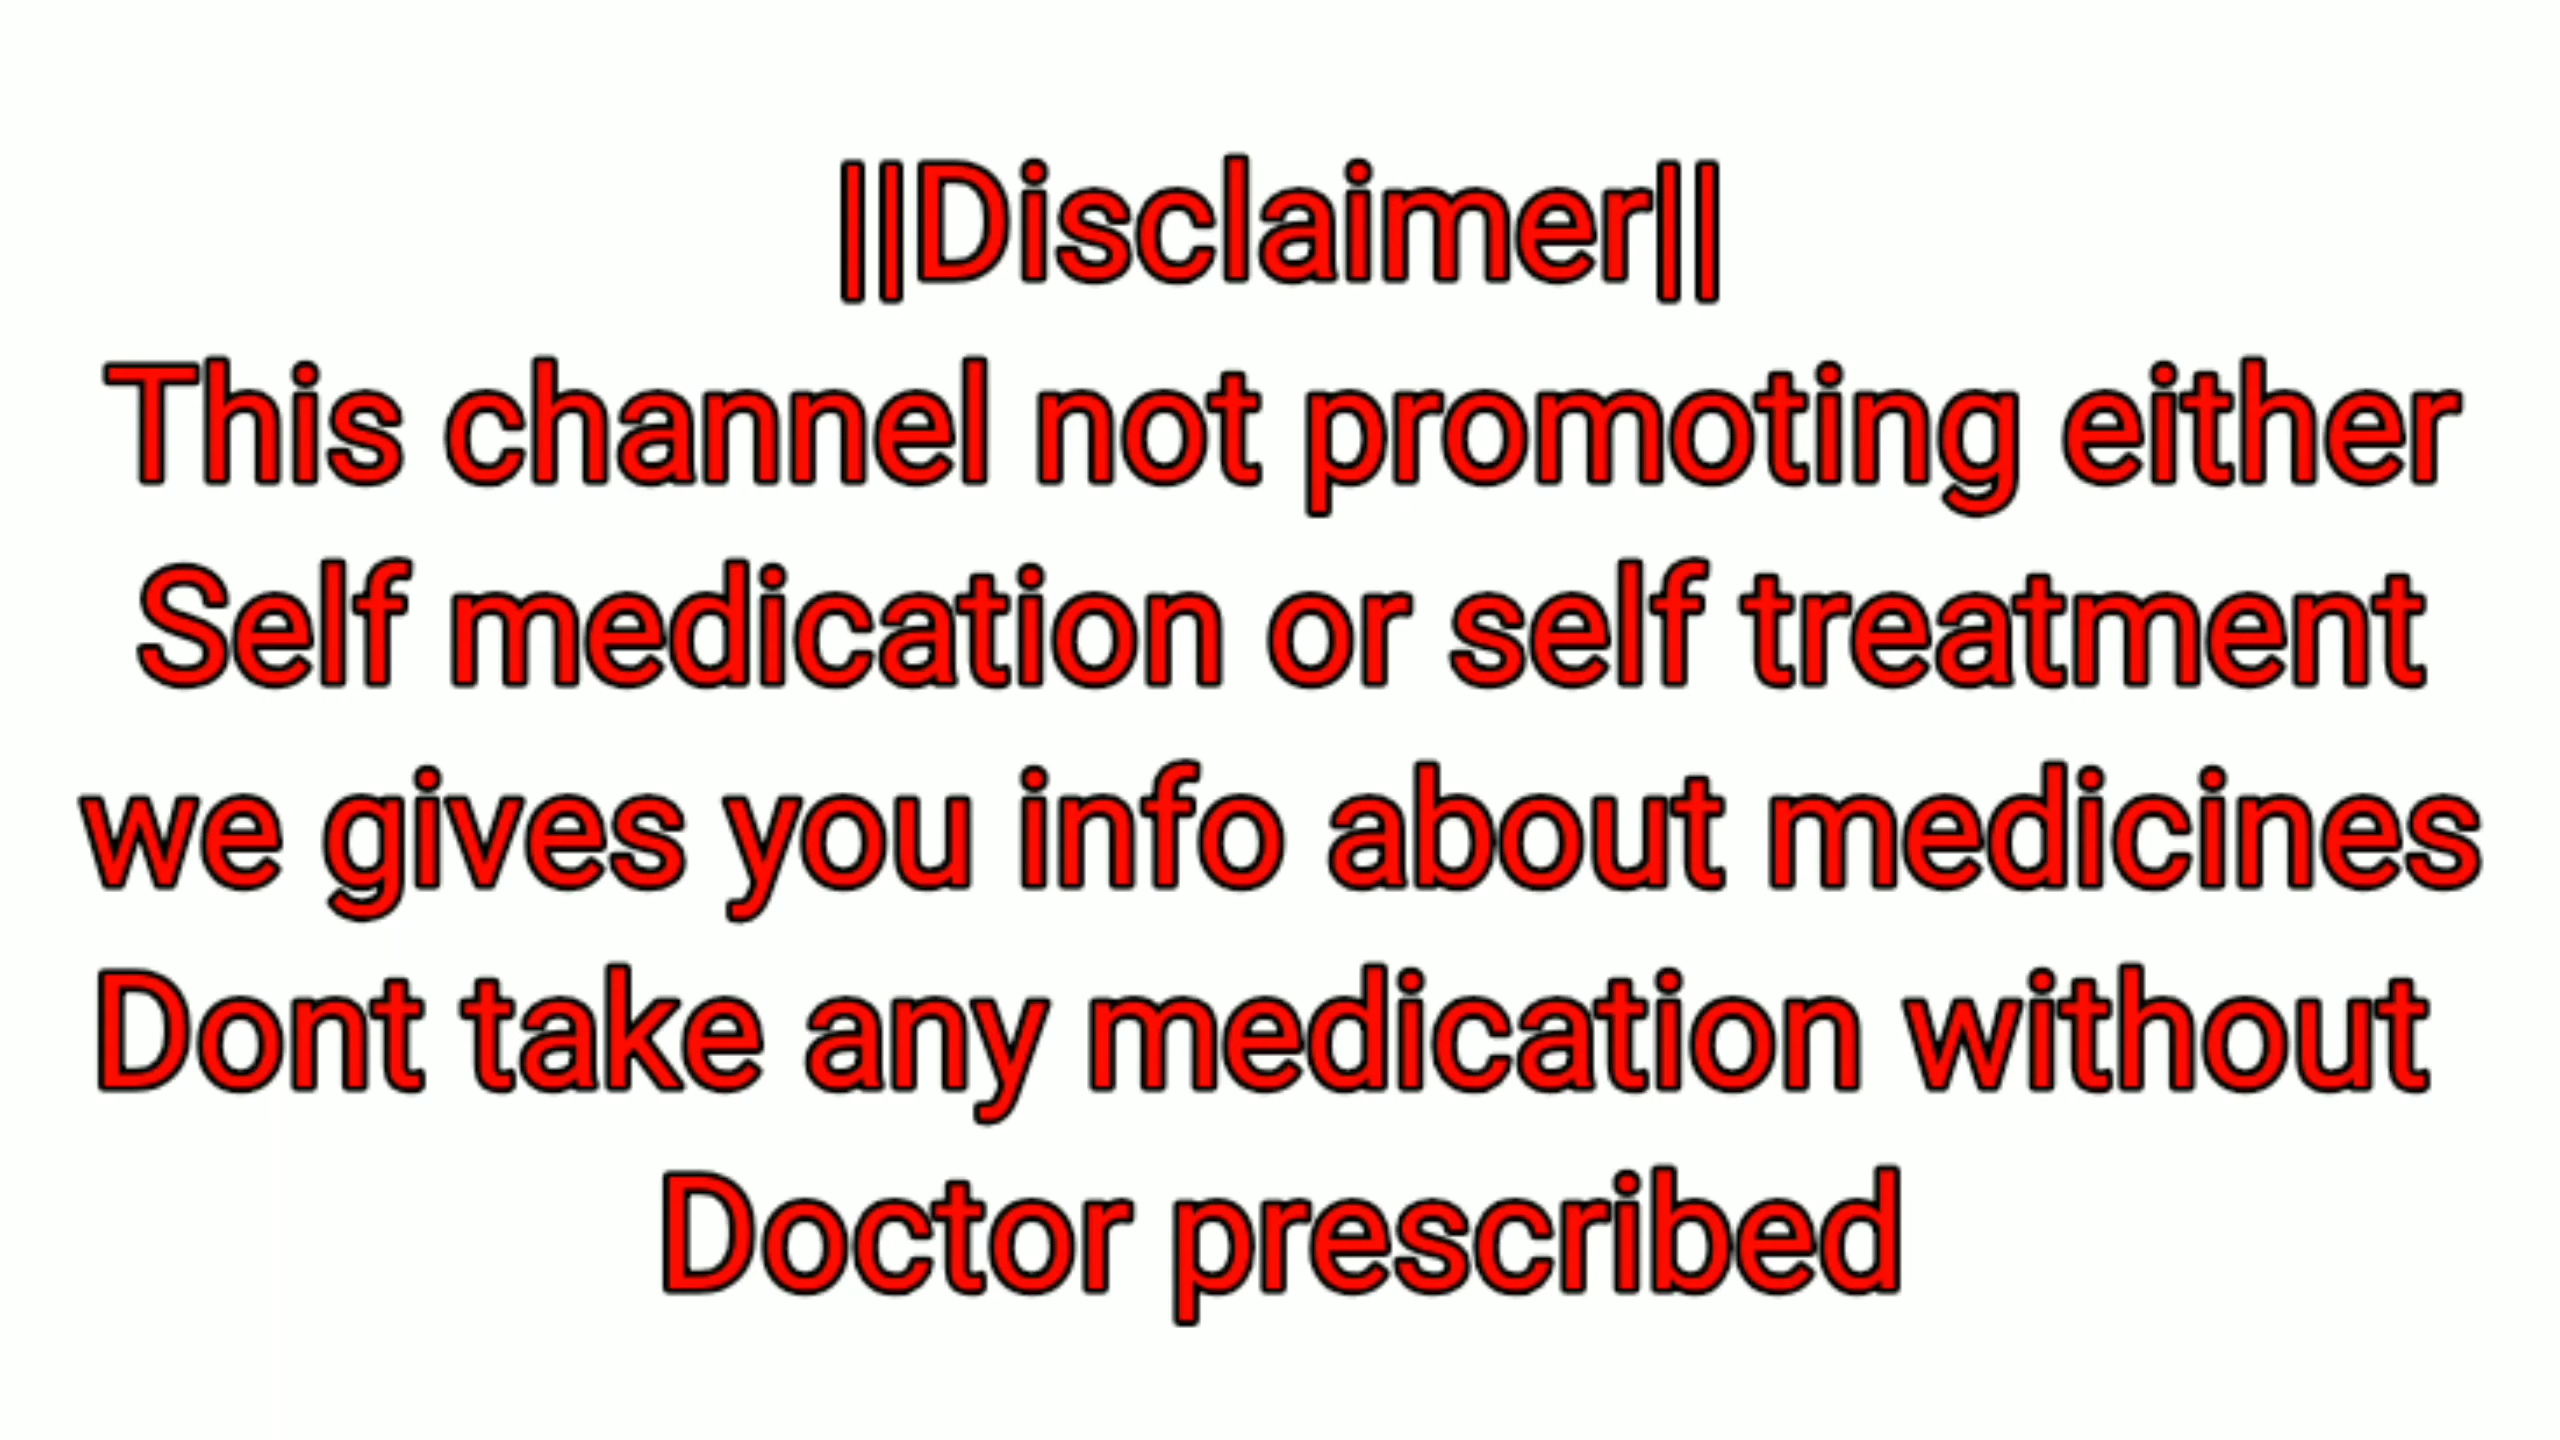 ||Disclaimer||
This channel not promoting either
Self medication or self treatment
we gives you info about medicines
Dont take any medication without
Doctor prescribed